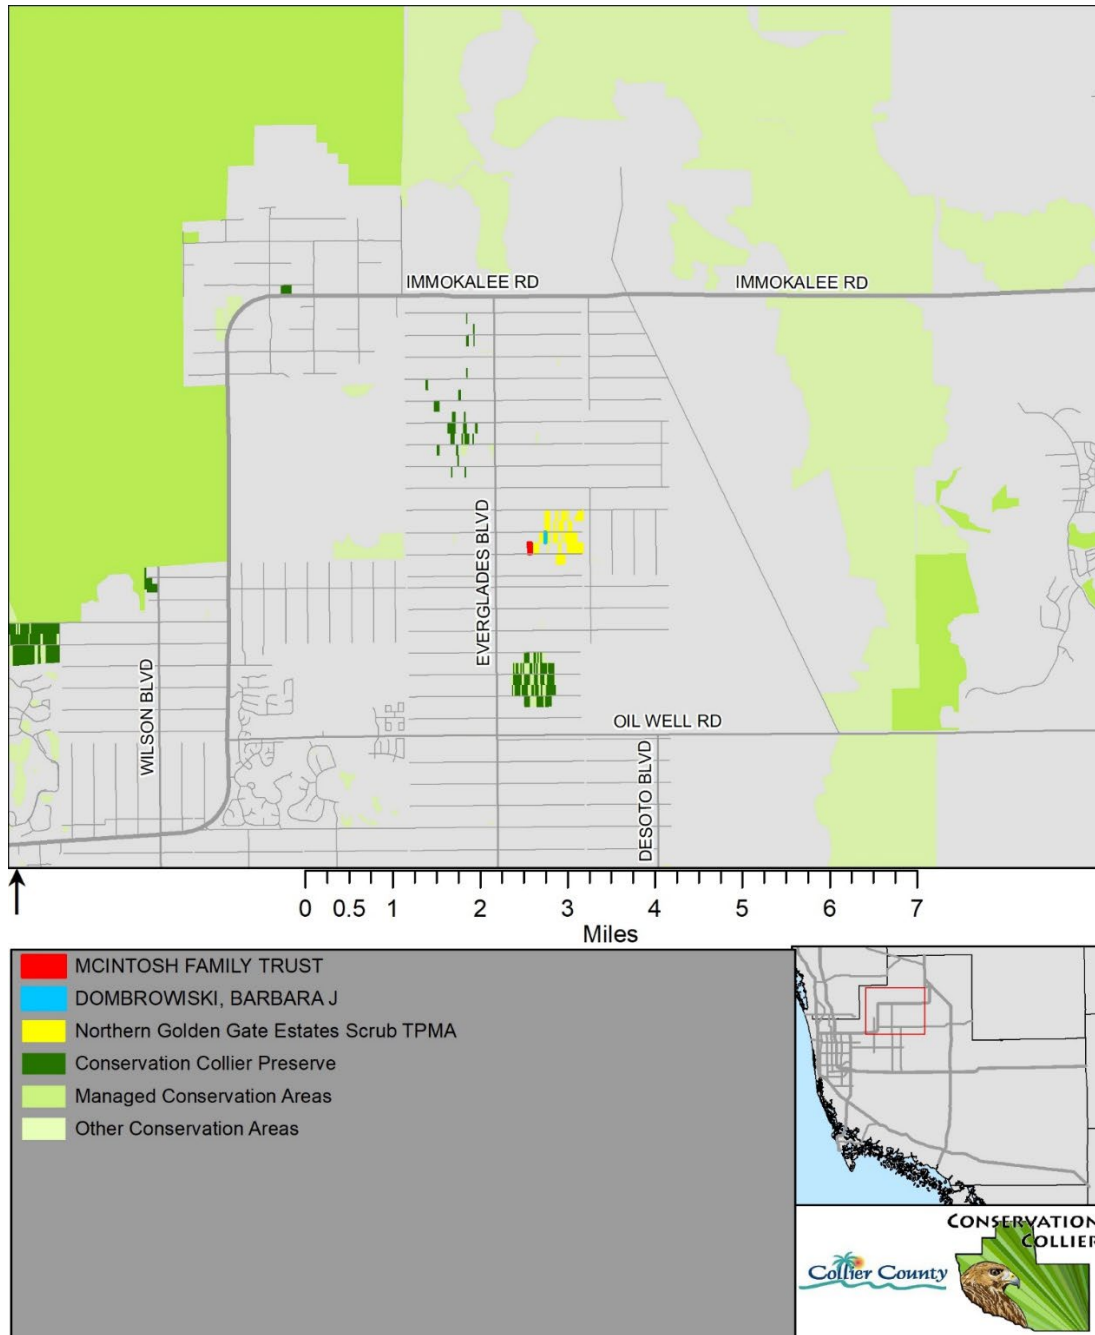 IMMOKALEE RD
IMMOKALEE RD
EVERGLADES BLVD
WILSON BLVD
OIL WELL RD
DESOTO BLVD
0 0.5 1 2 3 4 5 6 7
Miles
MCINTOSH FAMILY TRUST
DOMBROWISKI, BARBARA J
Northern Golden Gate Estates Scrub TPMA
Conservation Collier Preserve
Managed Conservation Areas
Other Conservation Areas
CONSERVATION
COLLIER
Collier County